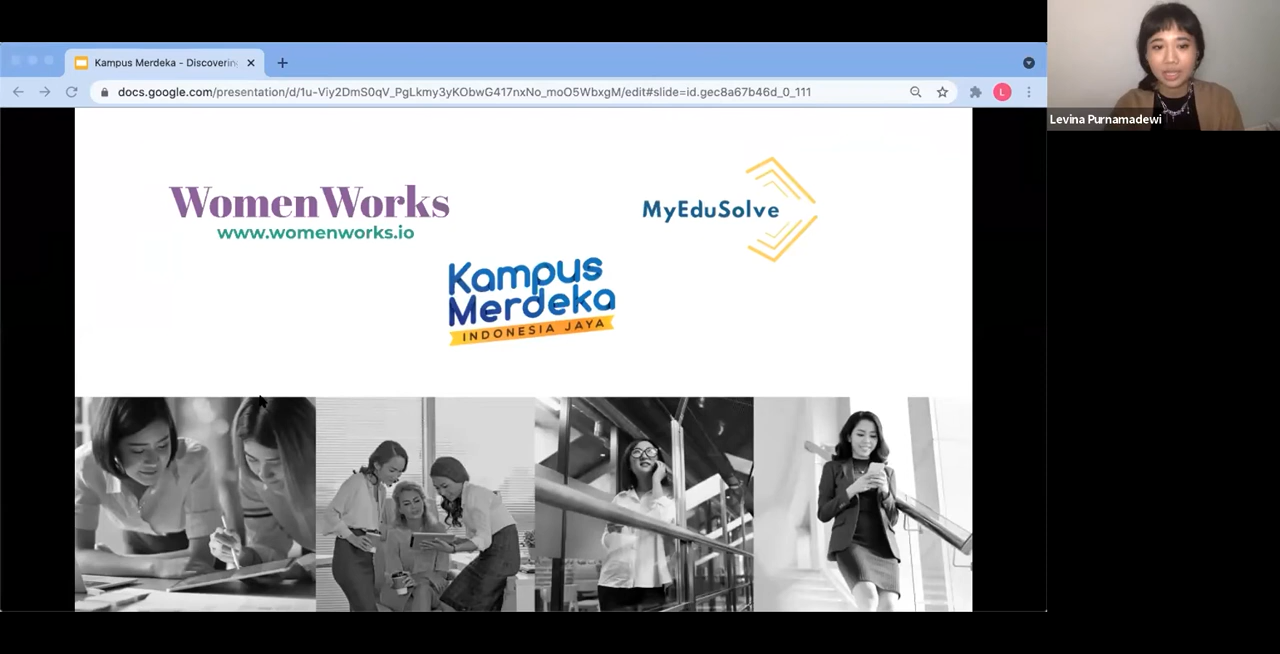 Kampus Merdeka - Discovering
docs.google.com/presentation/d/1u-Viy2DmS0qV_PgLkmy3yKObwG417nxNo_moO5WbxgM/edit#slide=id.gec8a67b46d_0_111
L
Levina Purnamadewi
WomenWorks
www.womenworks.io
MyEduSolve
Kampus
Merdeka
INDONESIA JAYA